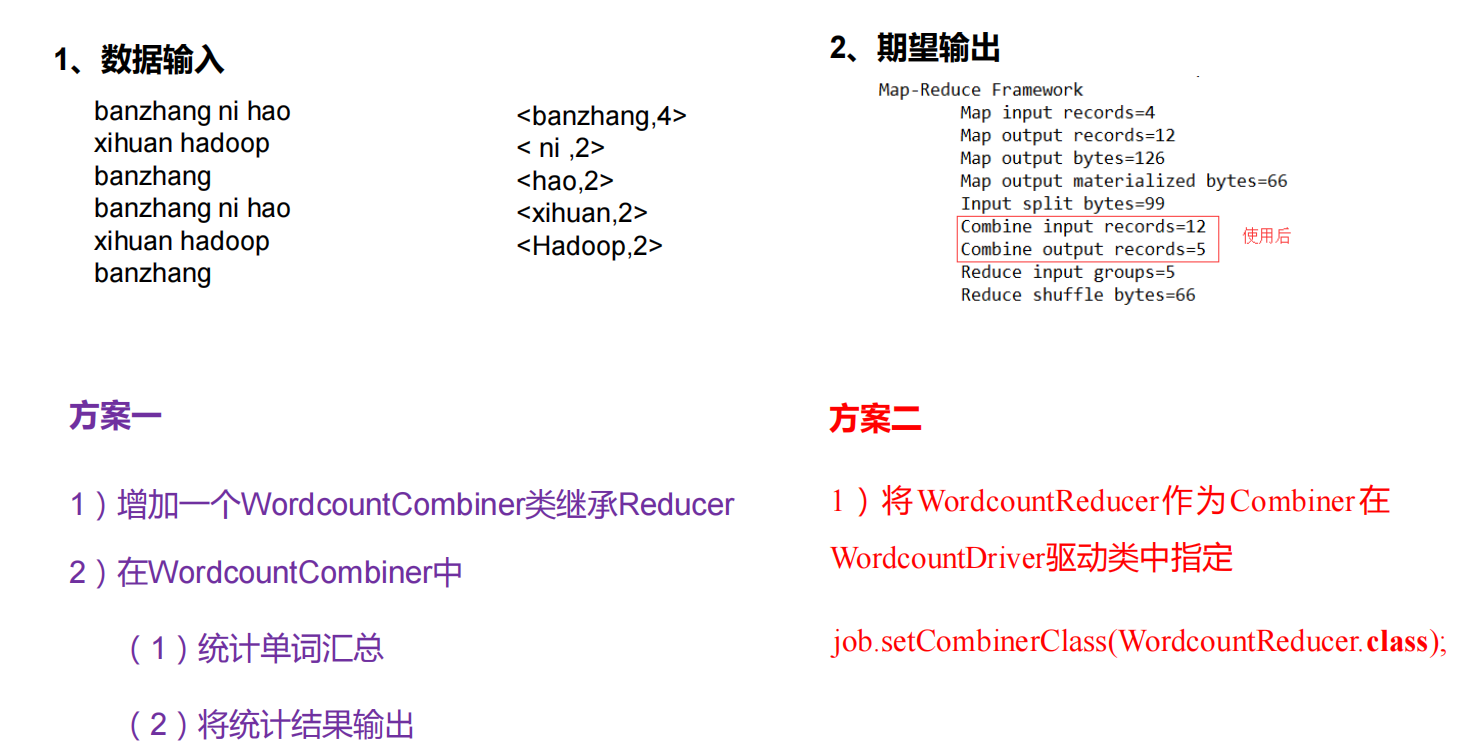 1、数据输入
banzhang ni hao
xihuan hadoop
banzhang
banzhang ni hao
xihuan hadoop
banzhang
<banzhang,4>
< ni ,2>
<hao,2>
<xihuan,2>
<Hadoop,2>
2、期望输出
Map-Reduce Framework
Map input records=4
Map output records=12
Map output bytes=126
Map output materialized bytes=66
Input split bytes=99
Combine input records=12
Combine output records=5
使用后
Reduce input groups=5
Reduce shuffle bytes=66
方案一
1）增加一个WordcountCombiner类继承Reducer
2）在WordcountCombiner中
（1）统计单词汇总
（2）将统计结果输出
方案二
1）将WordcountReducer作为Combiner在
WordcountDriver驱动类中指定
job.setCombinerClass(WordcountReducer.class);